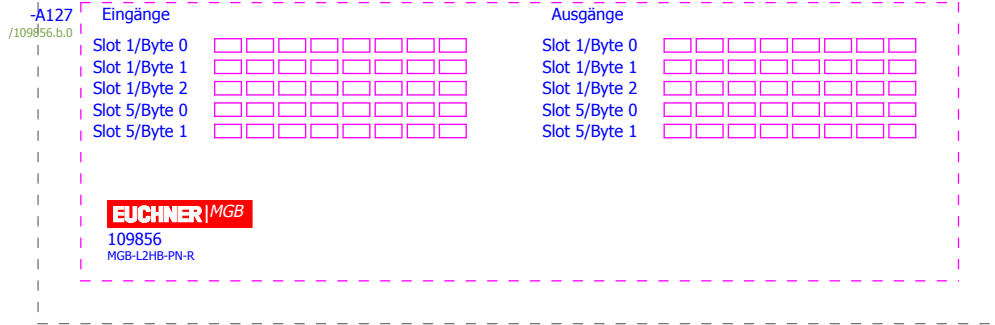 -A127
/109856.b.0
Eingänge
Slot 1/Byte 0
Slot 1/Byte 1
Slot 1/Byte 2
Slot 5/Byte 0
Slot 5/Byte 1
Ausgänge
Slot 1/Byte 0
Slot 1/Byte 1
Slot 1/Byte 2
Slot 5/Byte 0
Slot 5/Byte 1
EUCHNER|MGB
109856
MGB-L2HB-PN-R